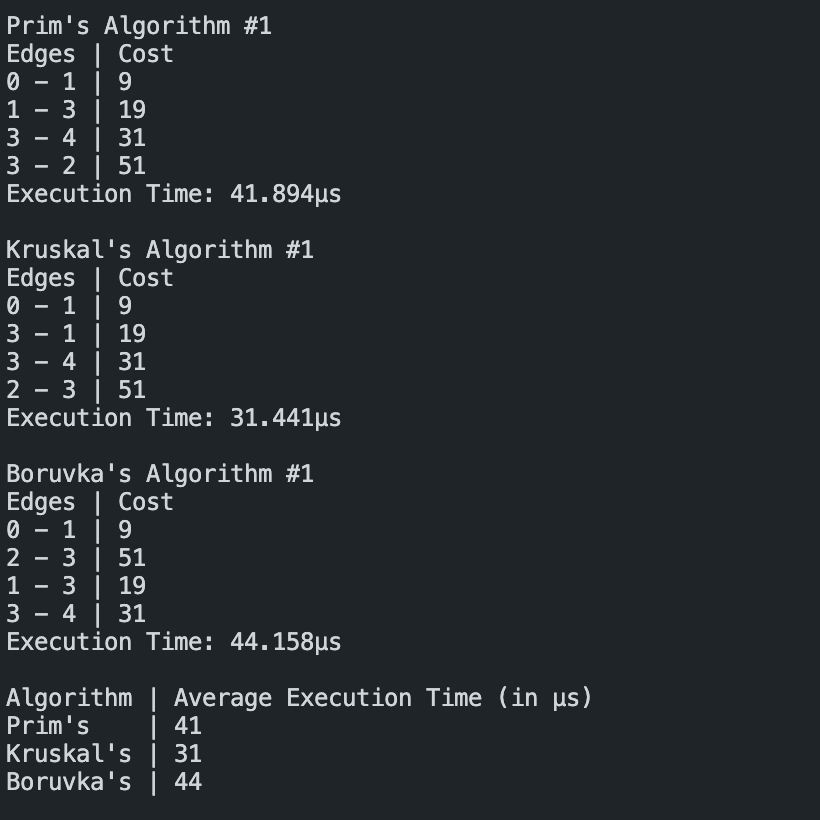 Prim's Algorithm #1
Edges | Cost
0 – 1 | 9
1 – 3 | 19
3 – 4 | 31
3 – 2 | 51
Execution Time: 41.894µs

Kruskal's Algorithm #1
Edges | Cost
0 – 1 | 9
3 – 1 | 19
3 – 4 | 31
2 – 3 | 51
Execution Time: 31.441µs

Boruvka's Algorithm #1
Edges | Cost
0 – 1 | 9
2 – 3 | 51
1 – 3 | 19
3 – 4 | 31
Execution Time: 44.158µs

Algorithm | Average Execution Time (in µs)
Prim's    | 41
Kruskal's | 31
Boruvka's | 44